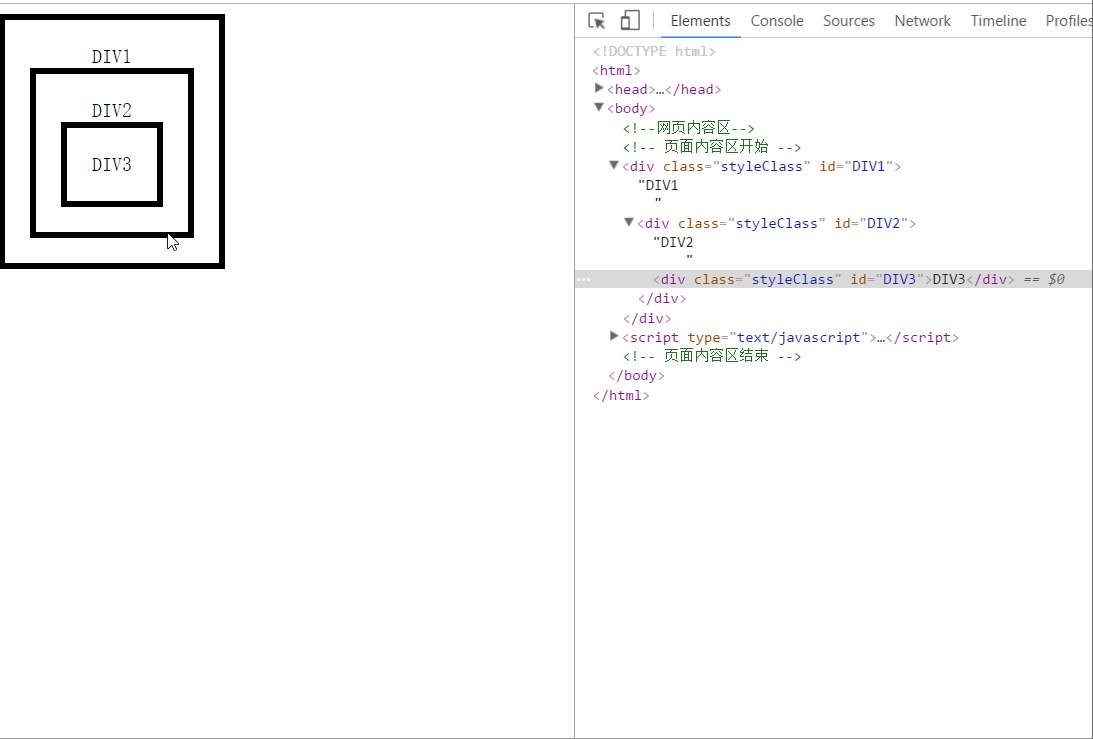 DIV1
DIV2
DIV3
Elements Console Sources Network Timeline Profiles
<!DOCTYPE html>
<html>
<head>…</head>
<body>
<!--网页内容区-->
<!-- 页面内容区开始 -->
<div class="styleClass" id="DIV1">
"DIV1
"
<div class="styleClass" id="DIV2">
"DIV2
"
<div class="styleClass" id="DIV3">DIV3</div> == $0
</div>
</div>
<script type="text/javascript">…</script>
<!-- 页面内容区结束 -->
</body>
</html>